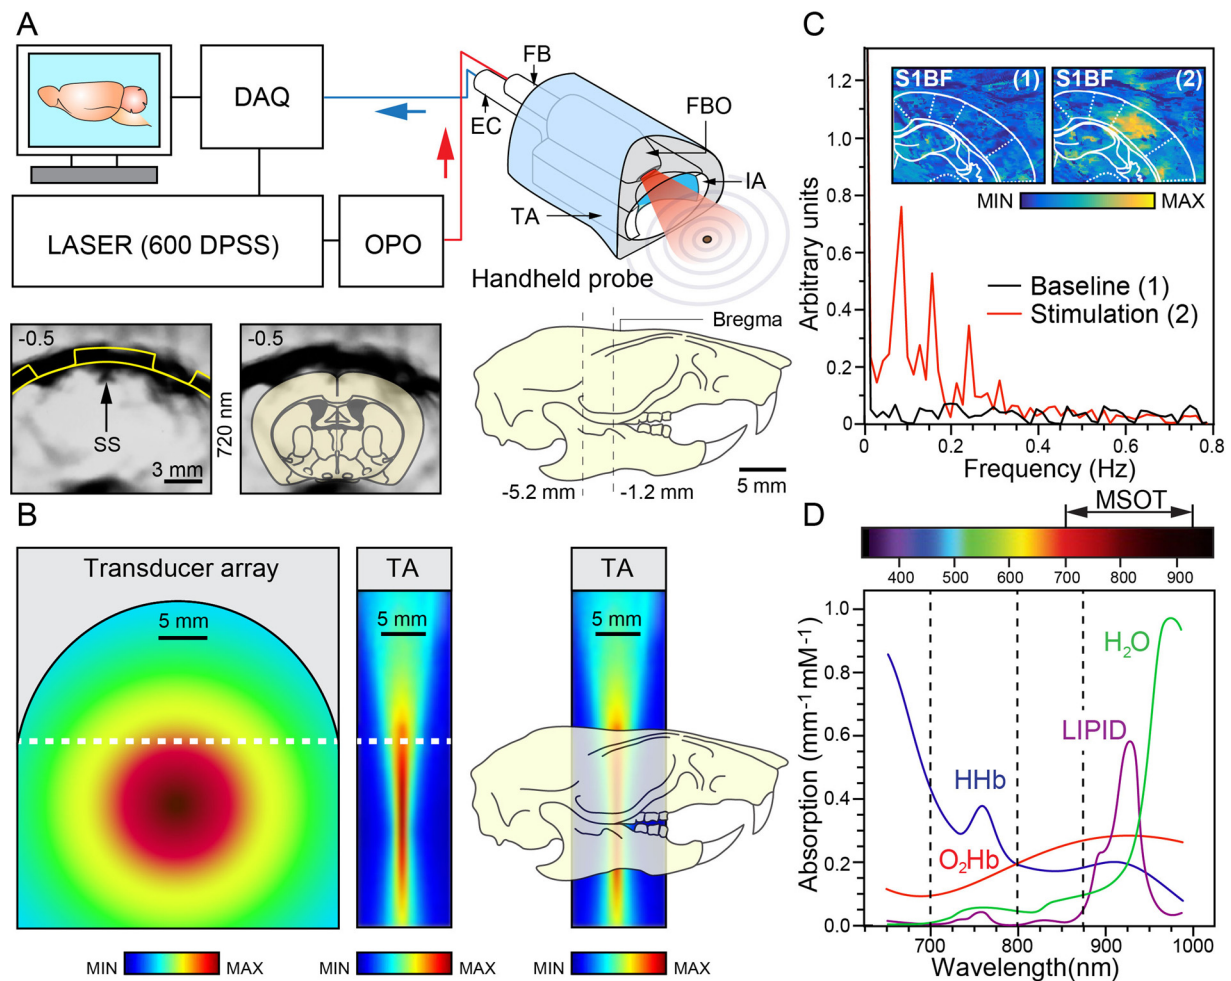 A
DAQ
LASER (600 DPSS)
OPO
FB
EC
FBO
IA
TA
Handheld probe
-0.5
SS
3 mm
720 nm
-0.5
Bregma
-5.2 mm
-1.2 mm
5 mm
B
Transducer array
5 mm
TA
5 mm
TA
5 mm
MIN MAX
MIN MAX
MIN MAX
C
Arbitrary units
1.2
1.0
0.8
0.6
0.4
0.2
0
S1BF (1)
S1BF (2)
MIN MAX
Baseline (1)
Stimulation (2)
0 0.2 0.4 0.6 0.8
Frequency (Hz)
D
MSOT
400 500 600 700 800 900
Absorption (mm⁻¹ mM⁻¹)
1.0
0.8
0.6
0.4
0.2
0.0
H₂O
LIPID
HHb
O₂Hb
700 800 900 1000
Wavelength(nm)